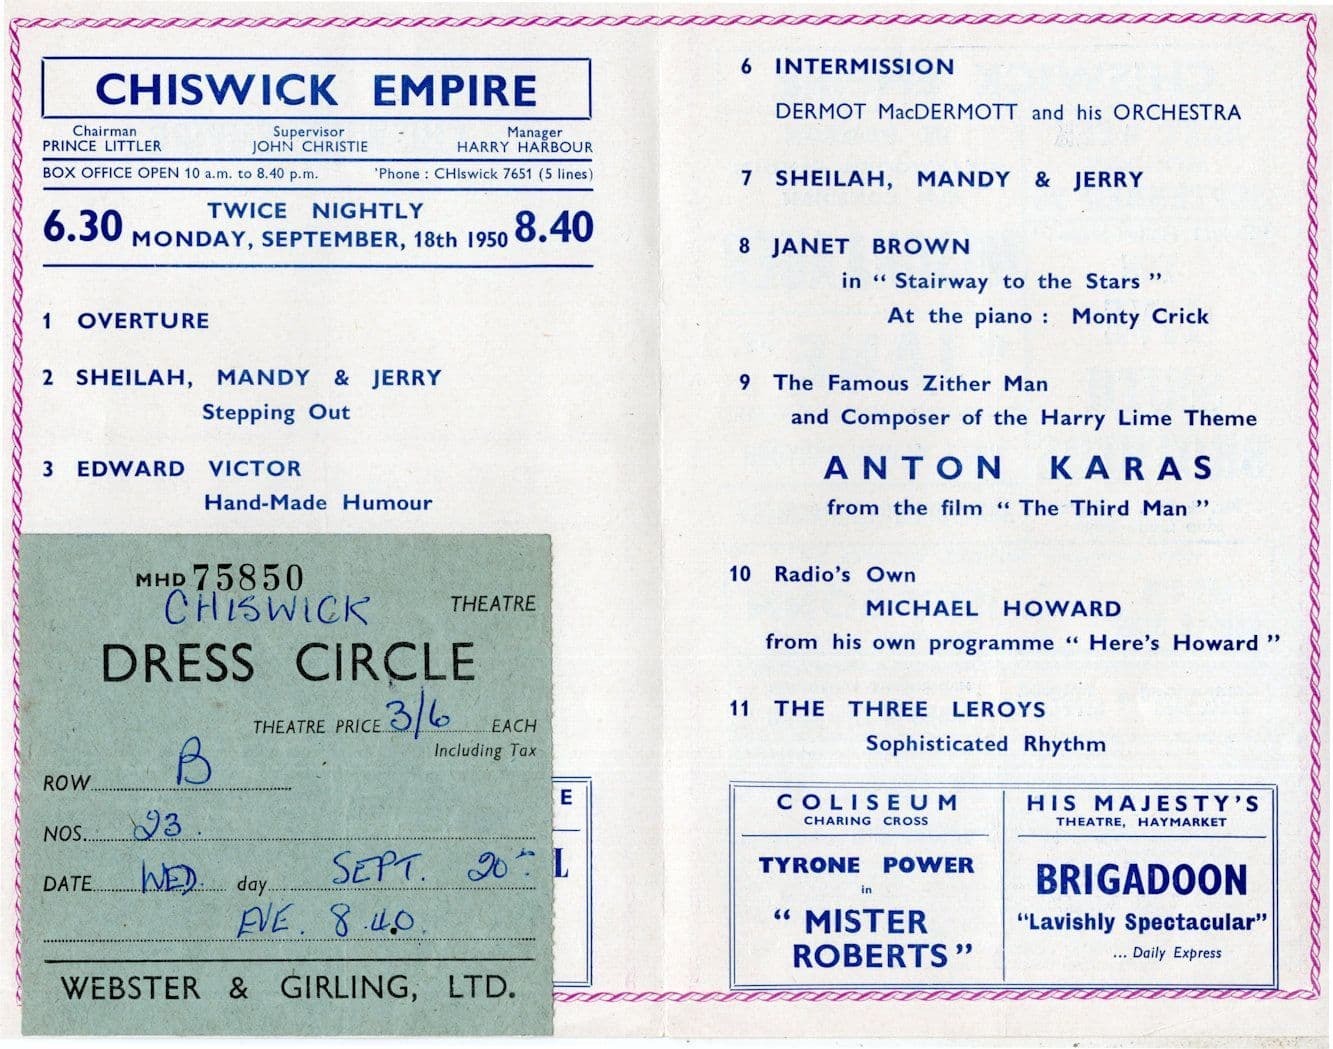 CHISWICK EMPIRE
Chairman Supervisor Manager
PRINCE LITTLER JOHN CHRISTIE HARRY HARBOUR
BOX OFFICE OPEN 10 a.m. to 8.40 p.m. 'Phone : CHIswick 7651 (5 lines)
TWICE NIGHTLY
6.30 MONDAY, SEPTEMBER, 18th 1950 8.40
1 OVERTURE
2 SHEILAH, MANDY & JERRY
Stepping Out
3 EDWARD VICTOR
Hand-Made Humour
MHD 75850
CHISWICK THEATRE
DRESS CIRCLE
THEATRE PRICE 3/6 EACH
Including Tax
ROW B
NOS. 23.
DATE WED. day SEPT. 20th
EVE. 8.40.
WEBSTER & GIRLING, LTD.
E
L
6 INTERMISSION
DERMOT MacDERMOTT and his ORCHESTRA
7 SHEILAH, MANDY & JERRY
8 JANET BROWN
in “ Stairway to the Stars ”
At the piano : Monty Crick
9 The Famous Zither Man
and Composer of the Harry Lime Theme
ANTON KARAS
from the film “ The Third Man ”
10 Radio's Own
MICHAEL HOWARD
from his own programme “ Here's Howard ”
11 THE THREE LEROYS
Sophisticated Rhythm
COLISEUM
CHARING CROSS
TYRONE POWER
in
“ MISTER
ROBERTS ”
HIS MAJESTY'S
THEATRE, HAYMARKET
BRIGADOON
“Lavishly Spectacular”
... Daily Express